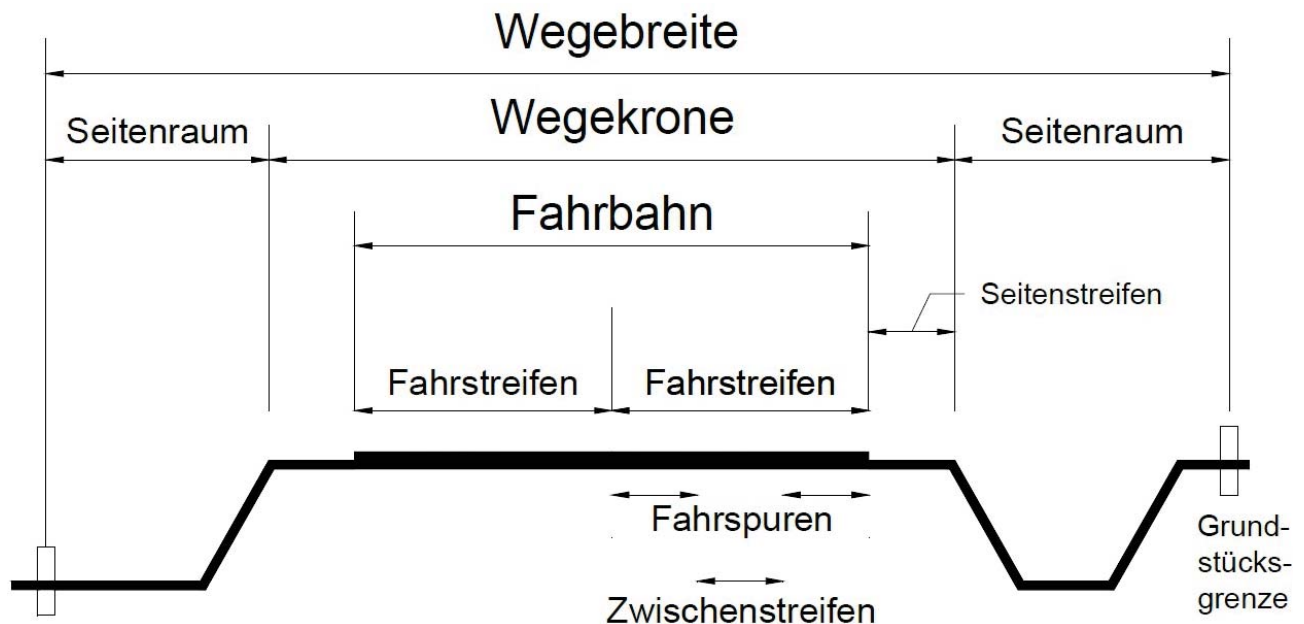 Wegebreite
Seitenraum
Wegekrone
Seitenraum
Fahrbahn
Seitenstreifen
Fahrstreifen
Fahrstreifen
Fahrspuren
Zwischenstreifen
Grund-
stücks-
grenze